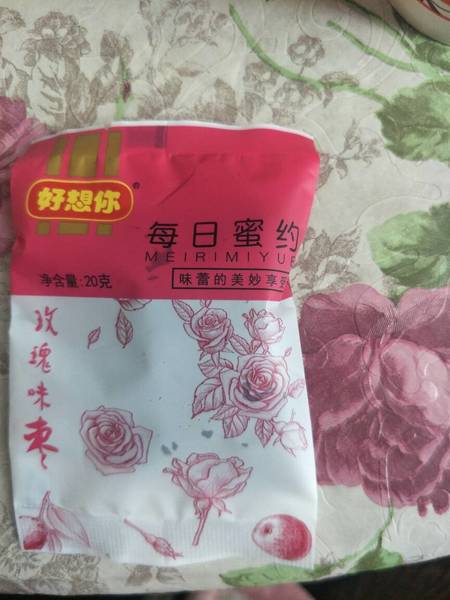 好想你®
每日蜜约
MEIRIMIYUE
味蕾的美妙享受
净含量:20克
玫瑰味枣